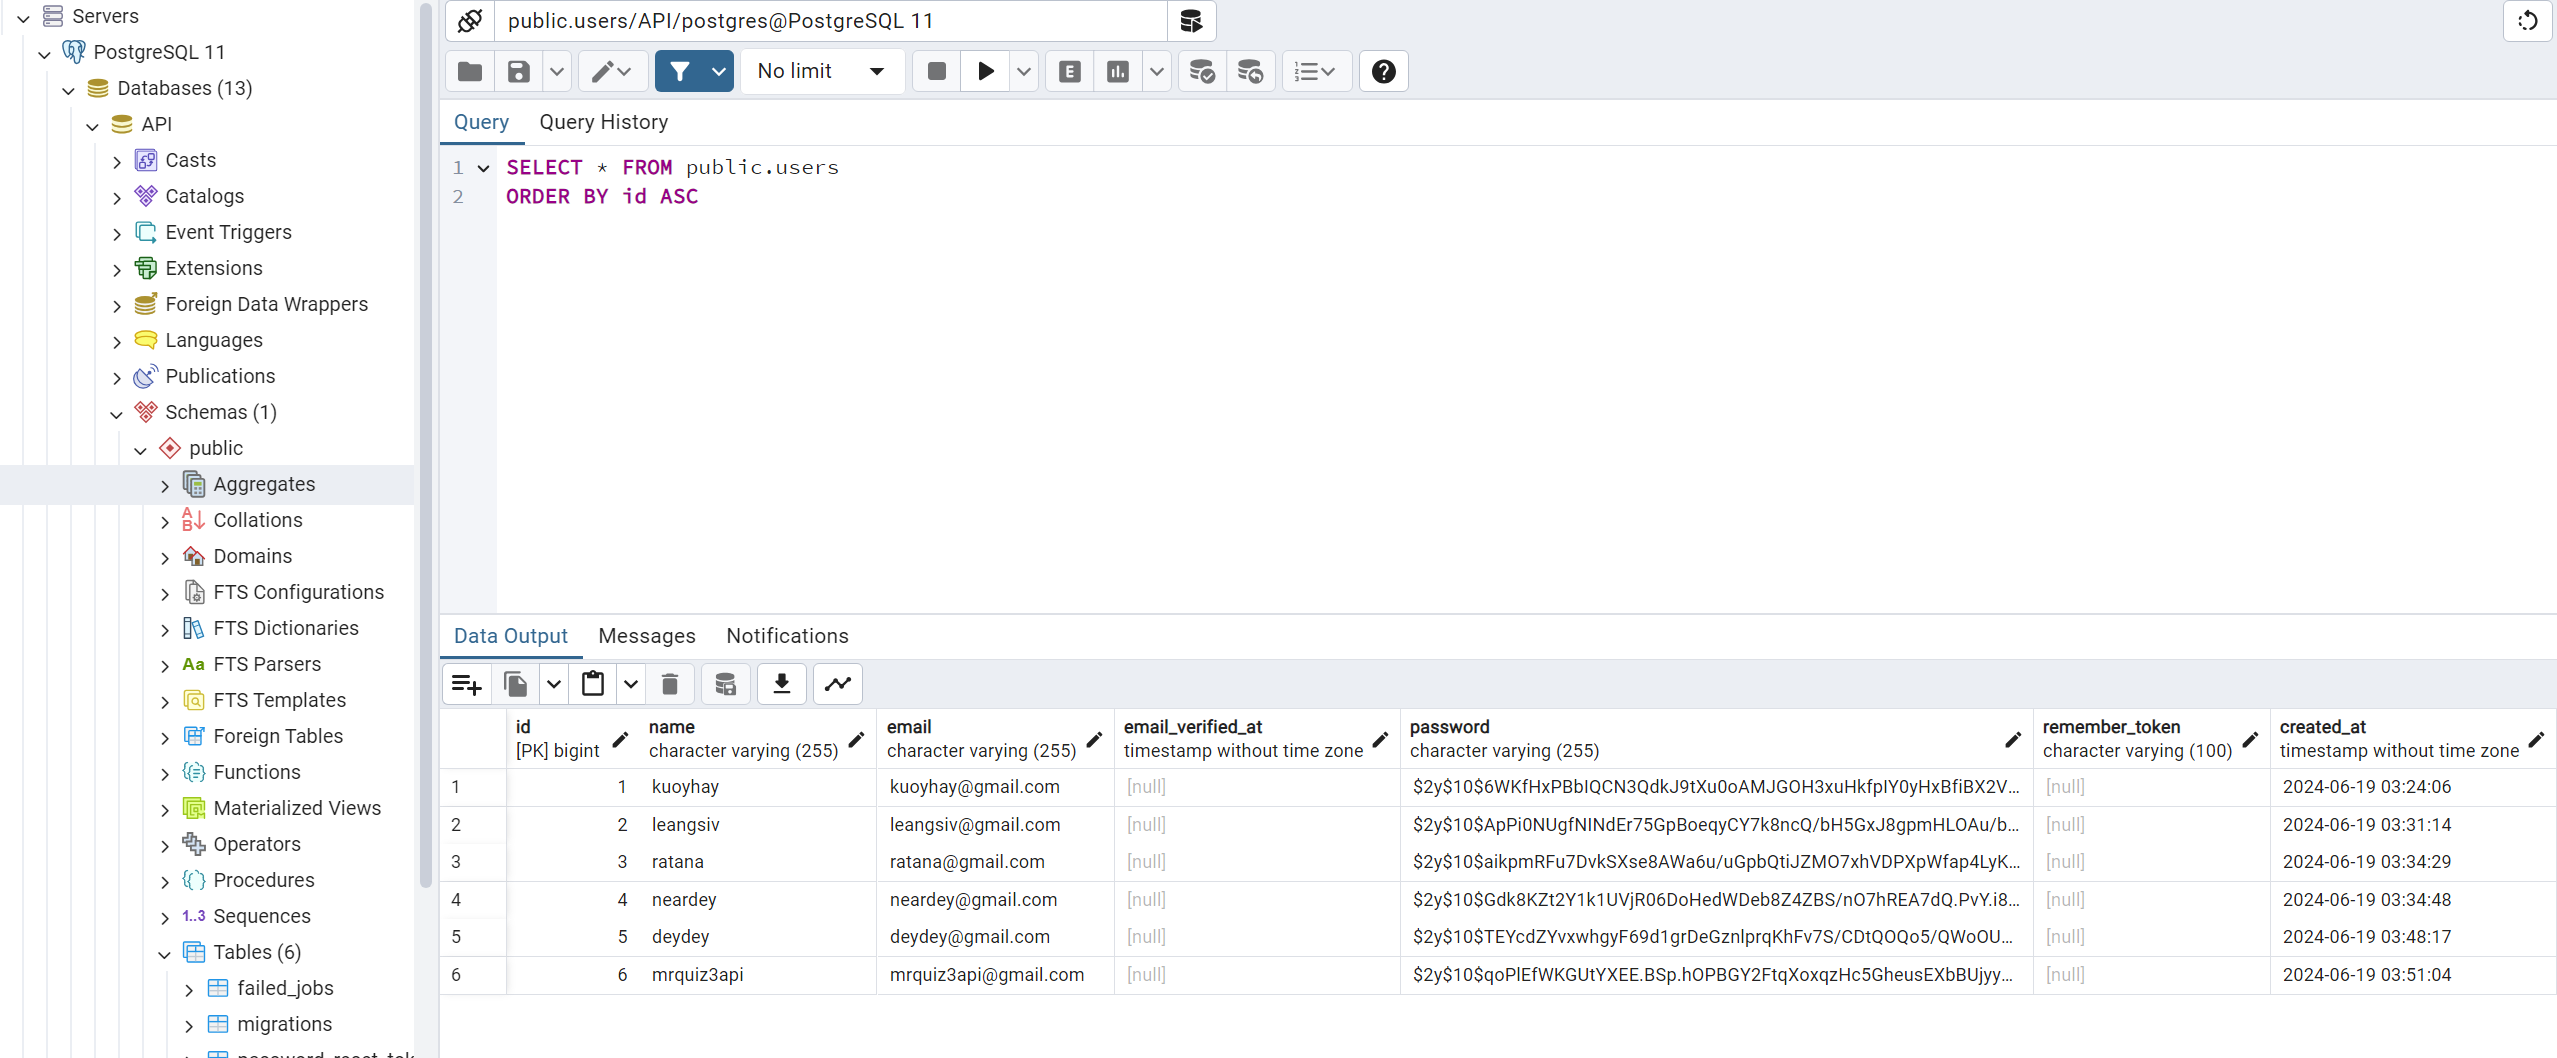 Servers
PostgreSQL 11
Databases (13)
API
Casts
Catalogs
Event Triggers
Extensions
Foreign Data Wrappers
Languages
Publications
Schemas (1)
public
Aggregates
Collations
Domains
FTS Configurations
FTS Dictionaries
Aa FTS Parsers
FTS Templates
Foreign Tables
Functions
Materialized Views
Operators
Procedures
1..3 Sequences
Tables (6)
failed_jobs
migrations
public.users/API/postgres@PostgreSQL 11
No limit
E
Query Query History
1 SELECT * FROM public.users
2 ORDER BY id ASC
Data Output Messages Notifications
id name email email_verified_at password remember_token created_at
[PK] bigint character varying (255) character varying (255) timestamp without time zone character varying (255) character varying (100) timestamp without time zone
1 1 kuoyhay kuoyhay@gmail.com [null] $2y$10$6WKfHxPBbIQCN3QdkJ9tXu0oAMJGOH3xuHkfpIY0yHxBfiBX2V... [null] 2024-06-19 03:24:06
2 2 leangsiv leangsiv@gmail.com [null] $2y$10$ApPi0NUgfNINdEr75GpBoeqyCY7k8ncQ/bH5GxJ8gpmHLOAu/b... [null] 2024-06-19 03:31:14
3 3 ratana ratana@gmail.com [null] $2y$10$aikpmRFu7DvkSXse8AWa6u/uGpbQtiJZMO7xhVDPXpWfap4LyK... [null] 2024-06-19 03:34:29
4 4 neardey neardey@gmail.com [null] $2y$10$Gdk8KZt2Y1k1UVjR06DoHedWDeb8Z4ZBS/nO7hREA7dQ.PvY.i8... [null] 2024-06-19 03:34:48
5 5 deydey deydey@gmail.com [null] $2y$10$TEYcdZYvxwhgyF69d1grDeGznlprqKhFv7S/CDtQOQo5/QWoOU... [null] 2024-06-19 03:48:17
6 6 mrquiz3api mrquiz3api@gmail.com [null] $2y$10$qoPlEfWKGUtYXEE.BSp.hOPBGY2FtqXoxqzHc5GheusEXbBUjyy... [null] 2024-06-19 03:51:04